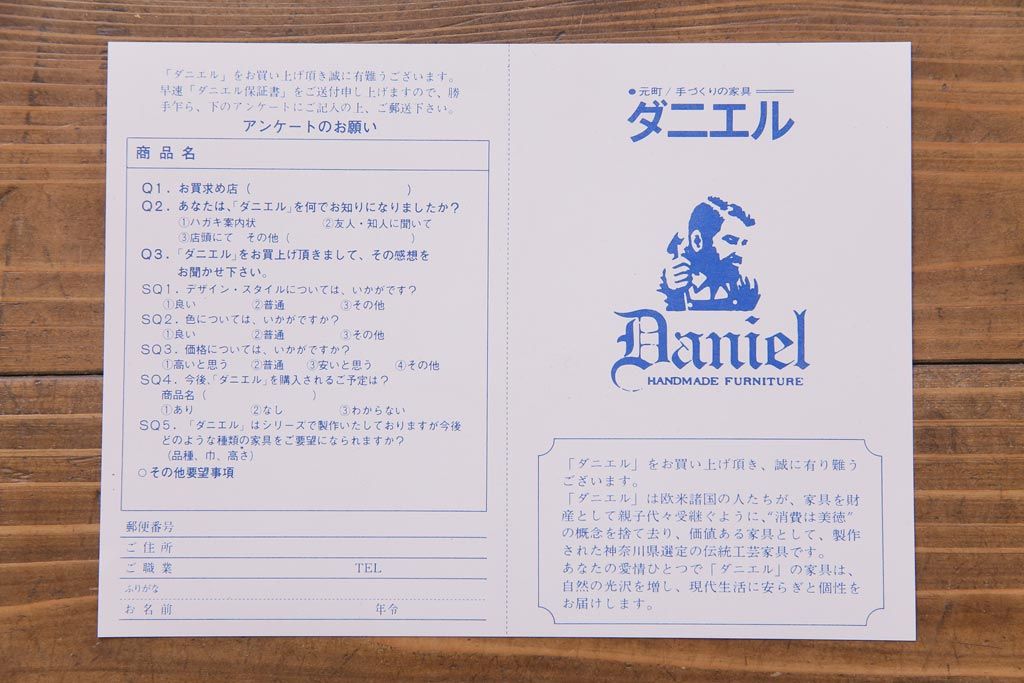 「ダニエル」をお買い上げ頂き誠に有難うございます。
早速「ダニエル保証書」をご送付申し上げますので、勝
手乍ら、下のアンケートにご記入の上、ご郵送下さい。
アンケートのお願い
商品名
Q1．お買求め店（　　　）
Q2．あなたは、「ダニエル」を何でお知りになりましたか？
①ハガキ案内状　②友人・知人に聞いて
③店頭にて　その他（　　　）
Q3．「ダニエル」をお買上げ頂きまして、その感想を
お聞かせ下さい。
SQ1．デザイン・スタイルについては、いかがです？
①良い　②普通　③その他
SQ2．色については、いかがですか？
①良い　②普通　③その他
SQ3．価格については、いかがですか？
①高いと思う　②普通　③安いと思う　④その他
SQ4．今後、「ダニエル」を購入されるご予定は？
商品名（　　　）
①あり　②なし　③わからない
SQ5．「ダニエル」はシリーズで製作いたしておりますが今後
どのような種類の家具をご要望になられますか？
（品種、巾、高さ）
○その他要望事項
郵便番号
ご住所
ご職業　TEL
ふりがな
お名前　年令
●元町/手づくりの家具
ダニエル
Daniel
HANDMADE FURNITURE
「ダニエル」をお買い上げ頂き、誠に有り難う
ございます。
「ダニエル」は欧米諸国の人たちが、家具を財
産として親子代々受継ぐように、“消費は美徳”
の概念を捨て去り、価値ある家具として、製作
された神奈川県選定の伝統工芸家具です。
あなたの愛情ひとつで「ダニエル」の家具は、
自然の光沢を増し、現代生活に安らぎと個性を
お届けします。